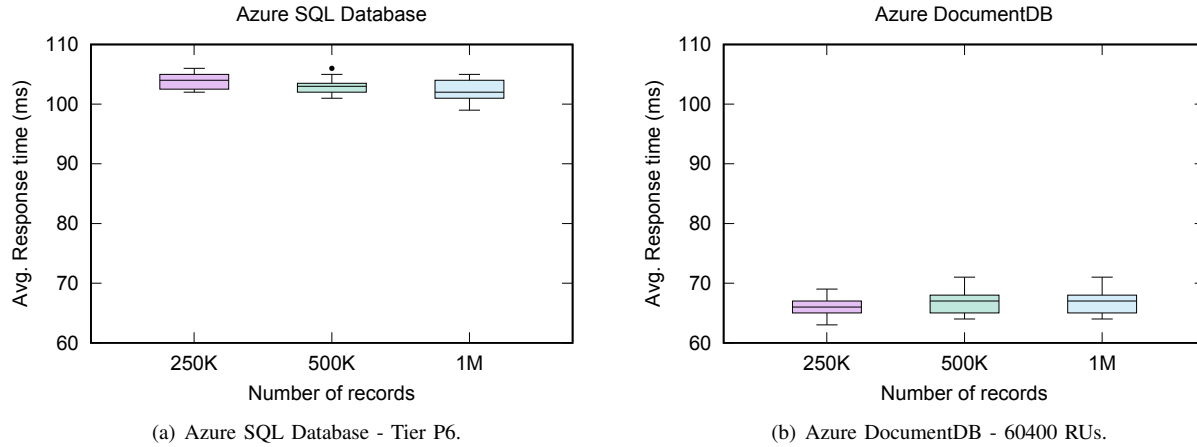 Azure SQL Database
Avg. Response time (ms)
110
100
90
80
70
60
250K 500K 1M
Number of records
(a) Azure SQL Database - Tier P6.
Azure DocumentDB
Avg. Response time (ms)
110
100
90
80
70
60
250K 500K 1M
Number of records
(b) Azure DocumentDB - 60400 RUs.